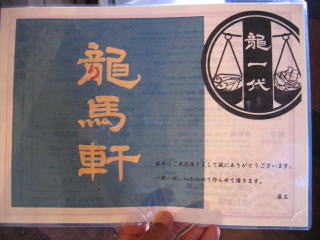 龍馬軒
龍一代
本日はご来店頂きまして誠にありがとうございます。
一杯一杯、心を込めて作らせて頂きます。
店主